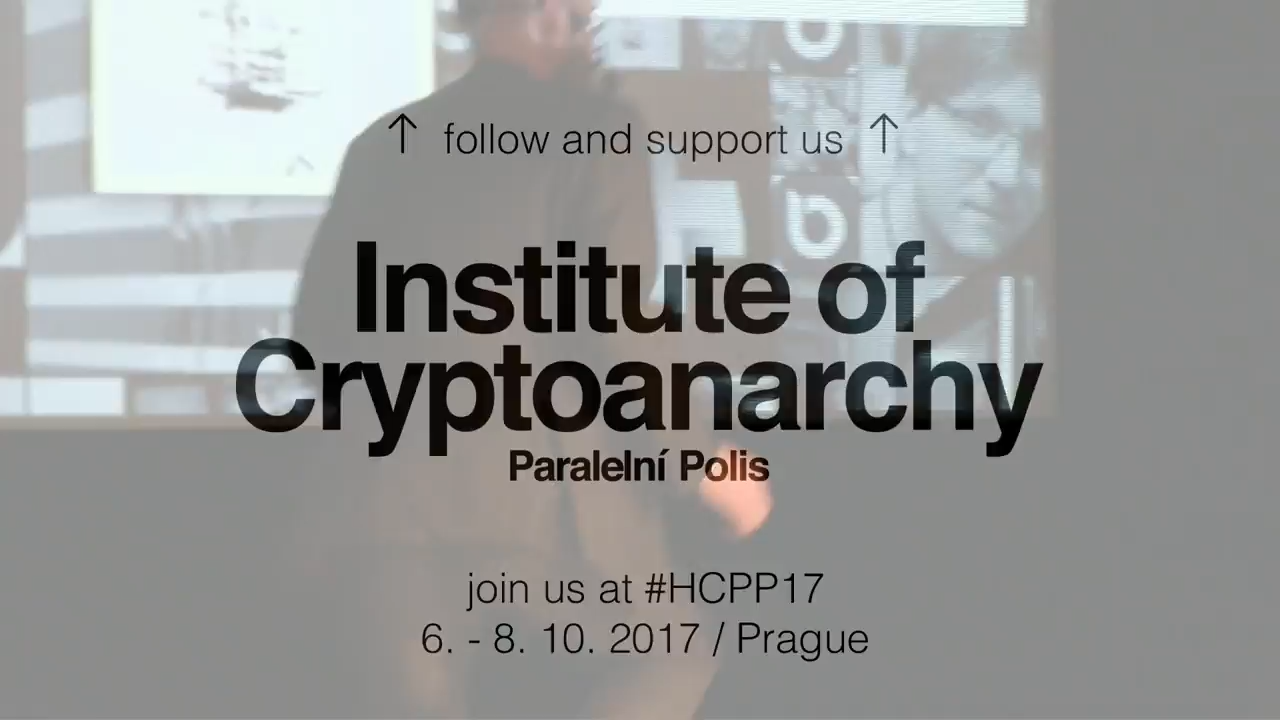 ↑ follow and support us ↑
Institute of
Cryptoanarchy
Paralelní Polis
join us at #HCPP17
6. - 8. 10. 2017 / Prague